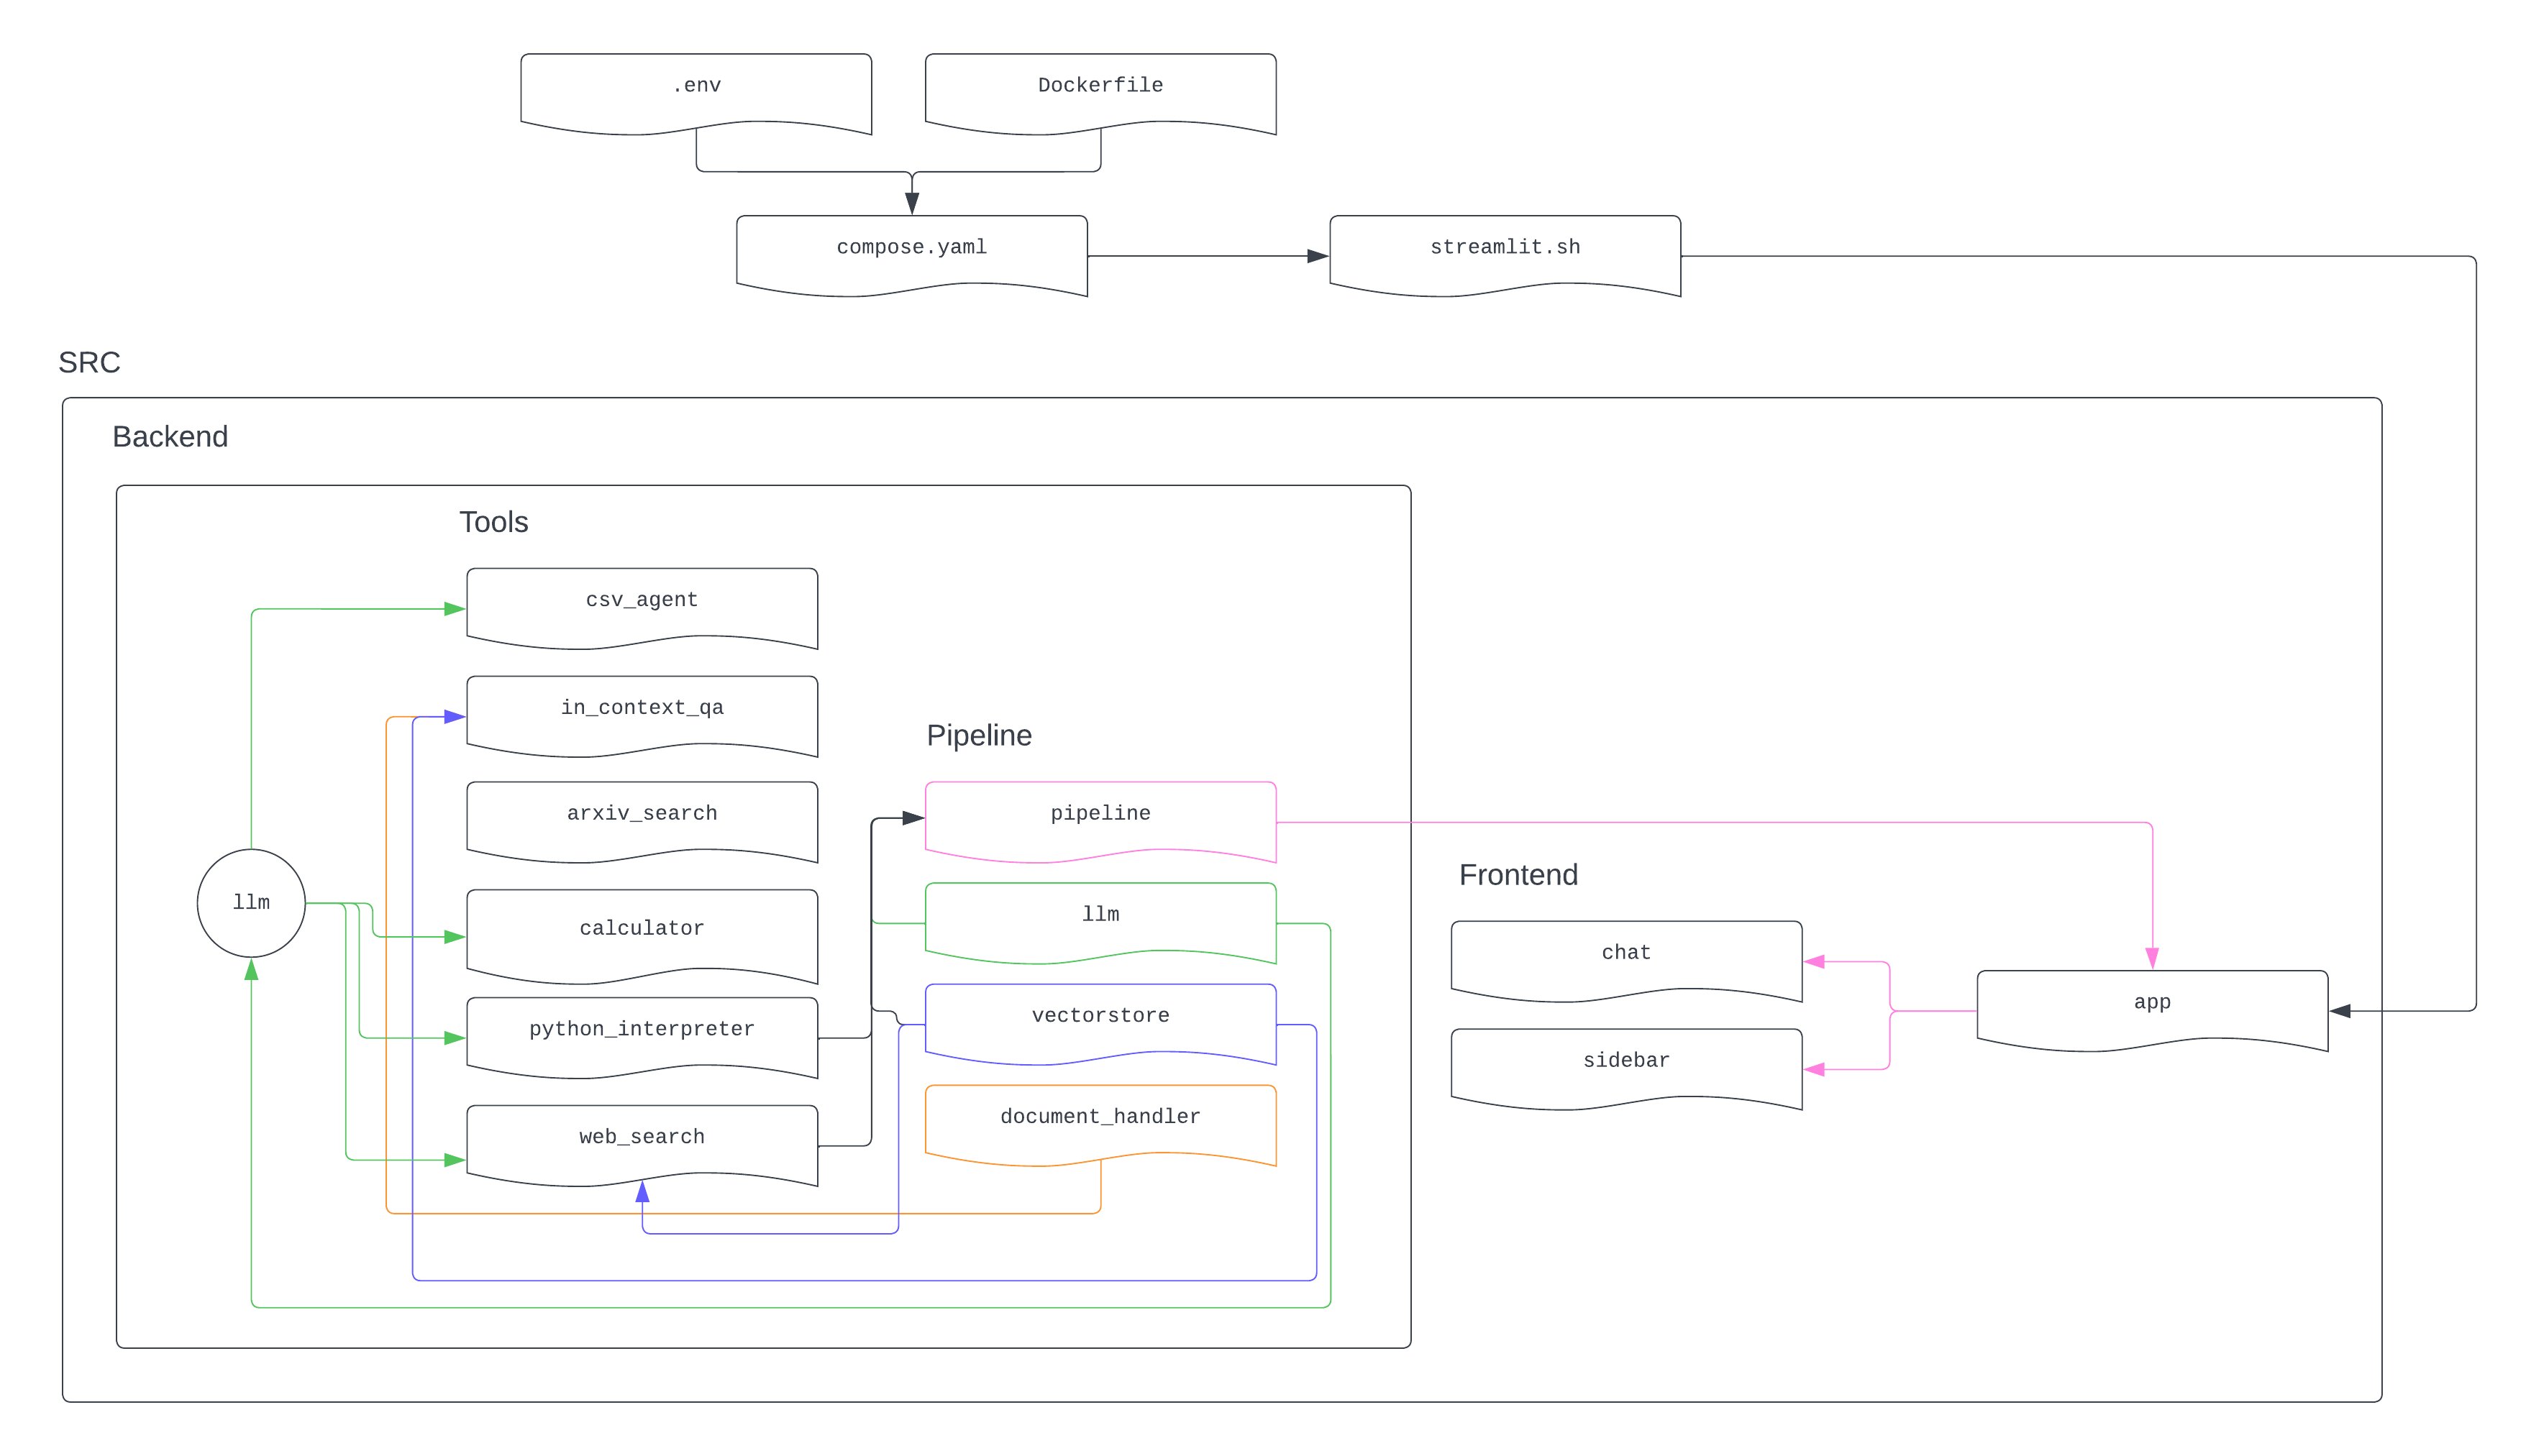 .env
Dockerfile
compose.yaml
streamlit.sh
SRC
Backend
Tools
csv_agent
in_context_qa
arxiv_search
calculator
python_interpreter
web_search
llm
Pipeline
pipeline
llm
vectorstore
document_handler
Frontend
chat
sidebar
app